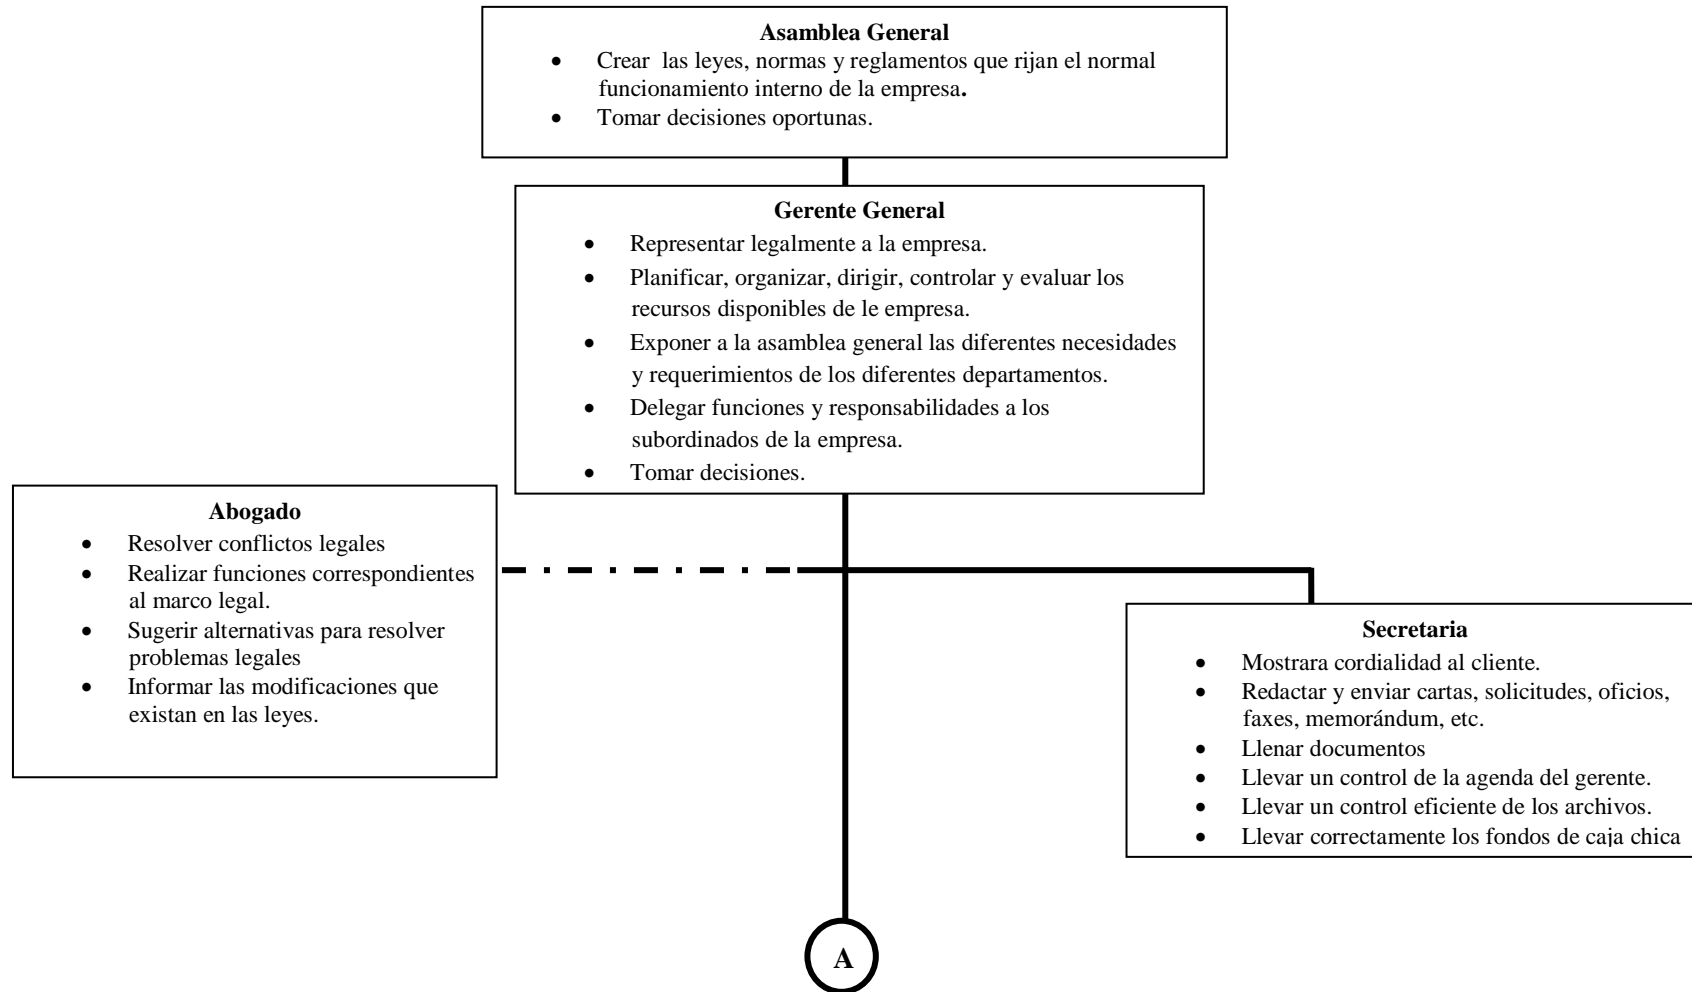 Asamblea General
• Crear las leyes, normas y reglamentos que rijan el normal
funcionamiento interno de la empresa.
• Tomar decisiones oportunas.
Gerente General
• Representar legalmente a la empresa.
• Planificar, organizar, dirigir, controlar y evaluar los
recursos disponibles de le empresa.
• Exponer a la asamblea general las diferentes necesidades
y requerimientos de los diferentes departamentos.
• Delegar funciones y responsabilidades a los
subordinados de la empresa.
• Tomar decisiones.
Abogado
• Resolver conflictos legales
• Realizar funciones correspondientes
al marco legal.
• Sugerir alternativas para resolver
problemas legales
• Informar las modificaciones que
existan en las leyes.
Secretaria
• Mostrara cordialidad al cliente.
• Redactar y enviar cartas, solicitudes, oficios,
faxes, memorándum, etc.
• Llenar documentos
• Llevar un control de la agenda del gerente.
• Llevar un control eficiente de los archivos.
• Llevar correctamente los fondos de caja chica
A